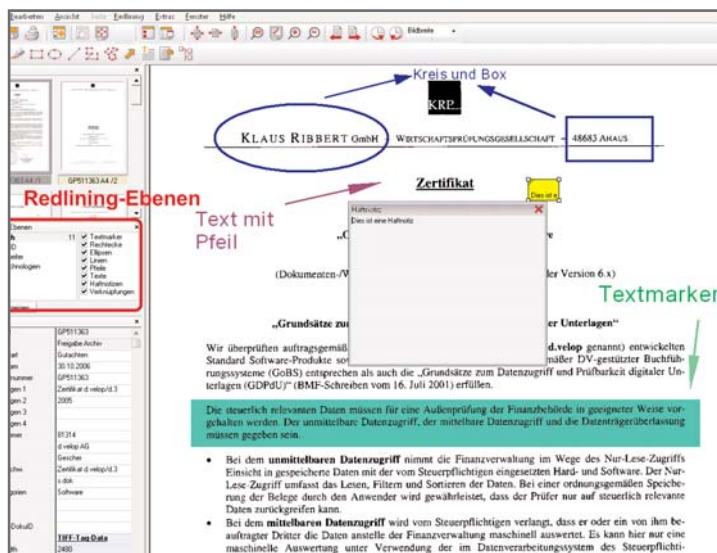 Bearbeiten Ansicht Seite Redlining Extras Fenster Hilfe
Bildbreite
Kreis und Box
KRP
KLAUS RIBBERT GmbH - WIRTSCHAFTSPRÜFUNGSGESELLSCHAFT - 48683 AHAUS
GP511363 A4 /1
GP511363 A4 /2
Zertifikat
Dies ist e
Redlining-Ebenen
Text mit
Pfeil
Haftnotiz
Dies ist eine Haftnotiz
Ebenen
11
Textmarker
Rechtecke
Ellipsen
Linien
Pfeile
Texte
Haftnotizen
Verknüpfungen
(Dokumenten-/
der Version 6.x)
Textmarker
„Grundsätze zu
er Unterlagen“
GP511363
Freigabe Archiv
Gutachten
30.10.2006
GP511363
Zertifikat d.velop/d.3
2005
81314
d.velop AG
Gescher
Zertifikat d.velop/d.3
s.dok
Software
DokuID
TIFF-Tag-Data
2480
Wir überprüften auftragsgemäß
d.velop genannt) entwickelten
Standard Software-Produkte so
mäßer DV-gestützter Buchfüh-
rungssysteme (GoBS) entsprechen als auch die „Grundsätze zum Datenzugriff und Prüfbarkeit digitaler Un-
terlagen (GDPdU)“ (BMF-Schreiben vom 16. Juli 2001) erfüllen.
Die steuerlich relevanten Daten müssen für eine Außenprüfung der Finanzbehörde in geeigneter Weise vor-
gehalten werden. Der unmittelbare Datenzugriff, der mittelbare Datenzugriff und die Datenträgerüberlassung
müssen gegeben sein.
• Bei dem unmittelbaren Datenzugriff nimmt die Finanzverwaltung im Wege des Nur-Lese-Zugriffs
Einsicht in gespeicherte Daten mit der vom Steuerpflichtigen eingesetzten Hard- und Software. Der Nur-
Lese-Zugriff umfasst das Lesen, Filtern und Sortieren der Daten. Bei einer ordnungsgemäßen Speiche-
rung der Belege durch den Anwender wird gewährleistet, dass der Prüfer nur auf steuerlich relevante
Daten zurückgreifen kann.
• Bei dem mittelbaren Datenzugriff wird vom Steuerpflichtigen verlangt, dass er oder ein von ihm be-
auftragter Dritter die Daten anstelle der Finanzverwaltung maschinell auswertet. Es kann hier nur eine
maschinelle Auswertung unter Verwendung der im Datenverarbeitungssystem des Steuerpflichti-